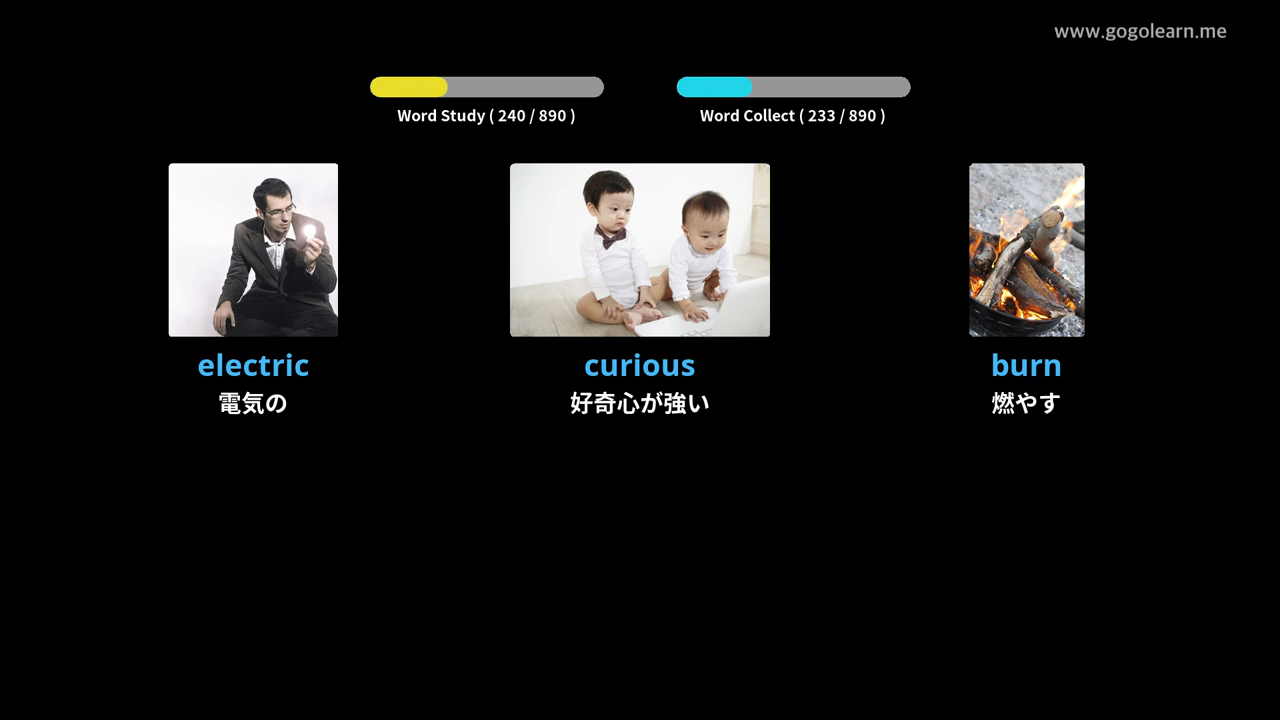 www.gogolearn.me
Word Study ( 240 / 890 )
Word Collect ( 233 / 890 )
electric
curious
burn
電気の
好奇心が強い
燃やす